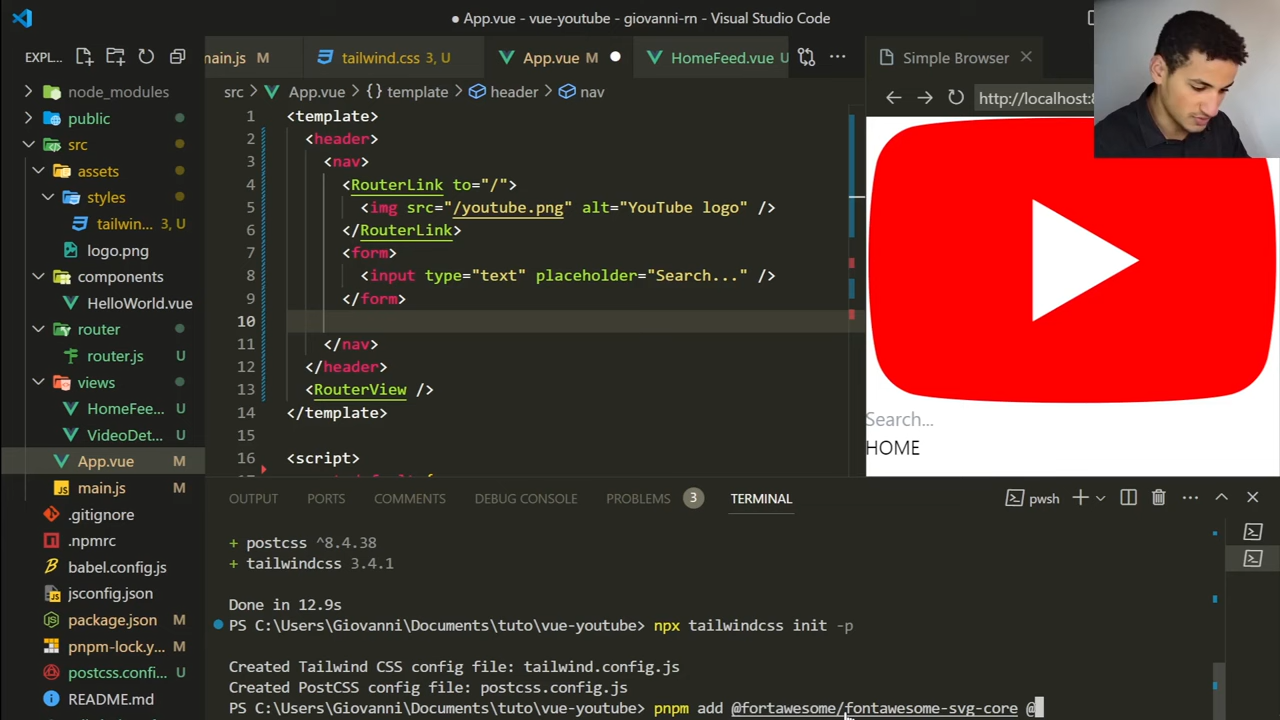 App.vue - vue-youtube - giovanni-rn - Visual Studio Code
EXPL...
main.js M
tailwind.css 3, U
App.vue M
HomeFeed.vue U
Simple Browser
src > App.vue > {} template > header > nav
http://localhost:8
node_modules
public
src
assets
styles
tailwin... 3, U
logo.png
components
HelloWorld.vue
router
router.js U
views
HomeFee... U
VideoDet... U
App.vue M
main.js M
.gitignore
.npmrc
babel.config.js
jsconfig.json
package.json M
pnpm-lock.y... M
postcss.confi... U
README.md
1 <template>
2 <header>
3 <nav>
4 <RouterLink to="/">
5 <img src="/youtube.png" alt="YouTube logo" />
6 </RouterLink>
7 <form>
8 <input type="text" placeholder="Search..." />
9 </form>
10
11 </nav>
12 </header>
13 <RouterView />
14 </template>
15
16 <script>
Search...
HOME
OUTPUT PORTS COMMENTS DEBUG CONSOLE PROBLEMS 3 TERMINAL
pwsh
+ postcss ^8.4.38
+ tailwindcss 3.4.1
Done in 12.9s
PS C:\Users\Giovanni\Documents\tuto\vue-youtube> npx tailwindcss init -p
Created Tailwind CSS config file: tailwind.config.js
Created PostCSS config file: postcss.config.js
PS C:\Users\Giovanni\Documents\tuto\vue-youtube> pnpm add @fortawesome/fontawesome-svg-core @